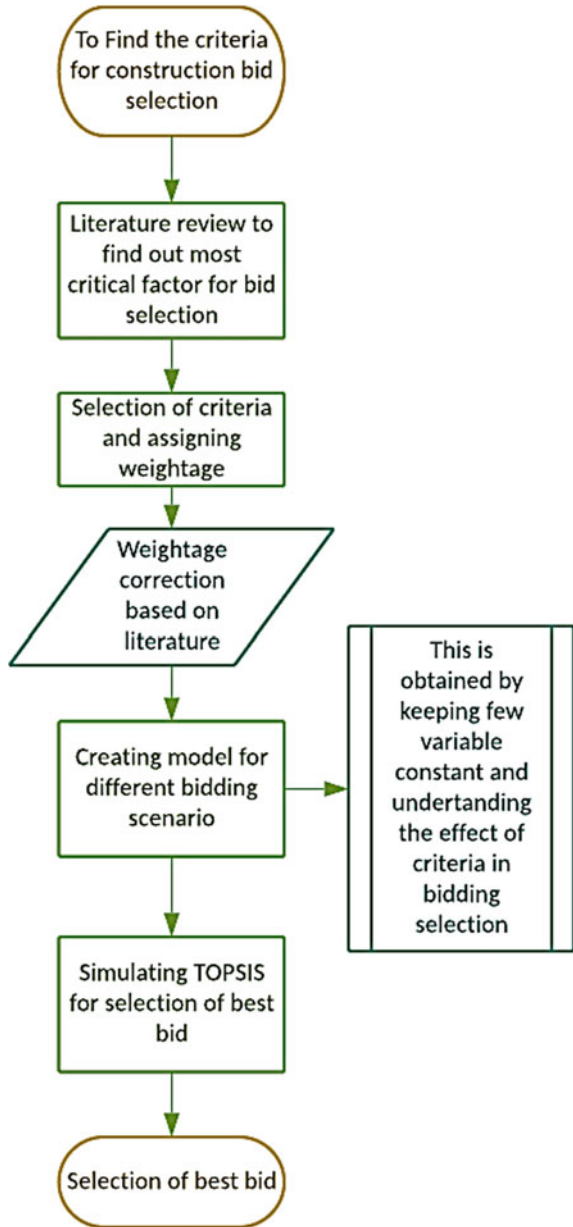 To Find the criteria
for construction bid
selection
Literature review to
find out most
critical factor for bid
selection
Selection of criteria
and assigning
weightage
Weightage
correction
based on
literature
Creating model for
different bidding
scenario
This is
obtained by
keeping few
variable
constant and
undertanding
the effect of
criteria in
bidding
selection
Simulating TOPSIS
for selection of best
bid
Selection of best bid